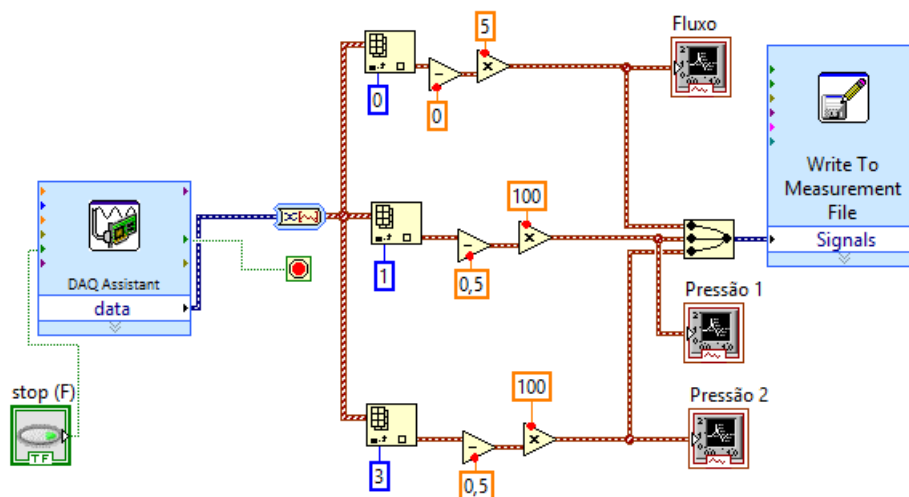 Fluxo
5
0
0
Write To
Measurement
File
Signals
DAQ Assistant
data
100
1
0,5
Pressão 1
stop (F)
TF
100
Pressão 2
3
0,5